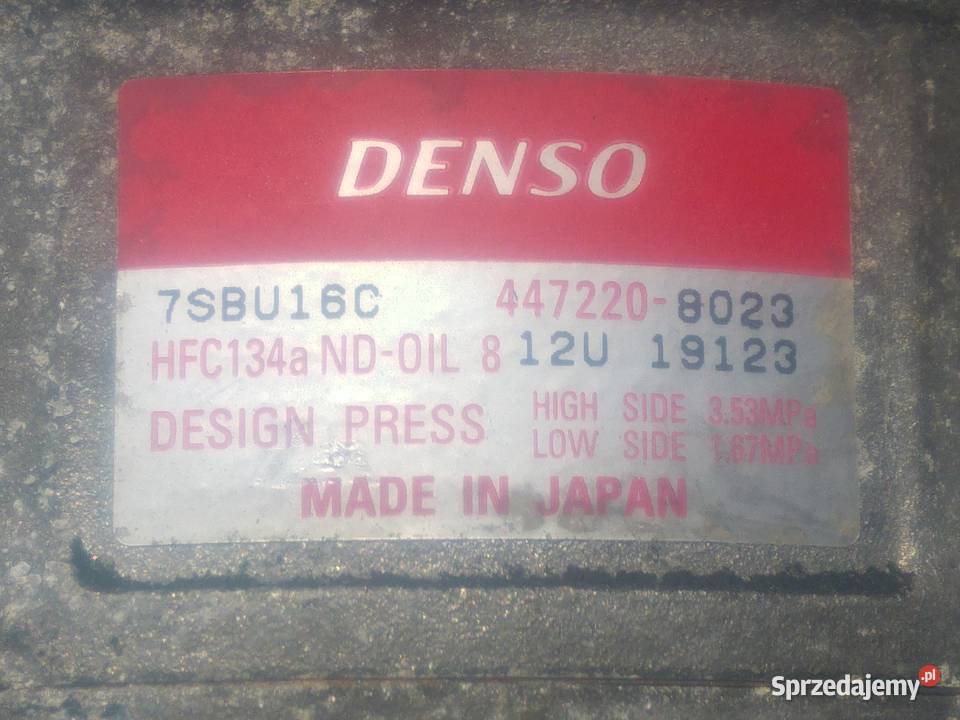 DENSO
7SBU16C 447220-8023
HFC134a ND-OIL 8 12U 19123
DESIGN PRESS HIGH SIDE 3.53MPa
LOW SIDE 1.67MPa
MADE IN JAPAN
Sprzedajemy.pl